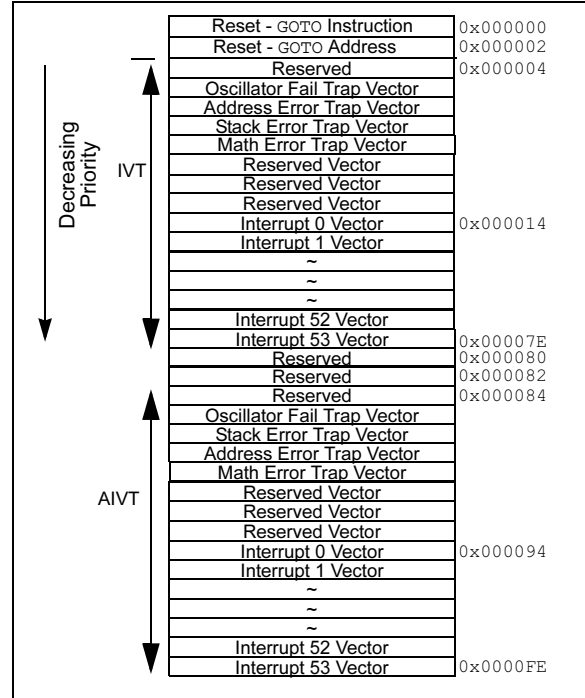 Reset - GOTO Instruction 0x000000
Reset - GOTO Address 0x000002
Reserved 0x000004
Oscillator Fail Trap Vector
Address Error Trap Vector
Stack Error Trap Vector
Math Error Trap Vector
Reserved Vector
Reserved Vector
Reserved Vector
Interrupt 0 Vector 0x000014
Interrupt 1 Vector
~
~
~
Interrupt 52 Vector
Interrupt 53 Vector 0x00007E
Reserved 0x000080
Reserved 0x000082
Reserved 0x000084
Oscillator Fail Trap Vector
Stack Error Trap Vector
Address Error Trap Vector
Math Error Trap Vector
Reserved Vector
Reserved Vector
Reserved Vector
Interrupt 0 Vector 0x000094
Interrupt 1 Vector
~
~
~
Interrupt 52 Vector
Interrupt 53 Vector 0x0000FE
Decreasing
Priority
IVT
AIVT